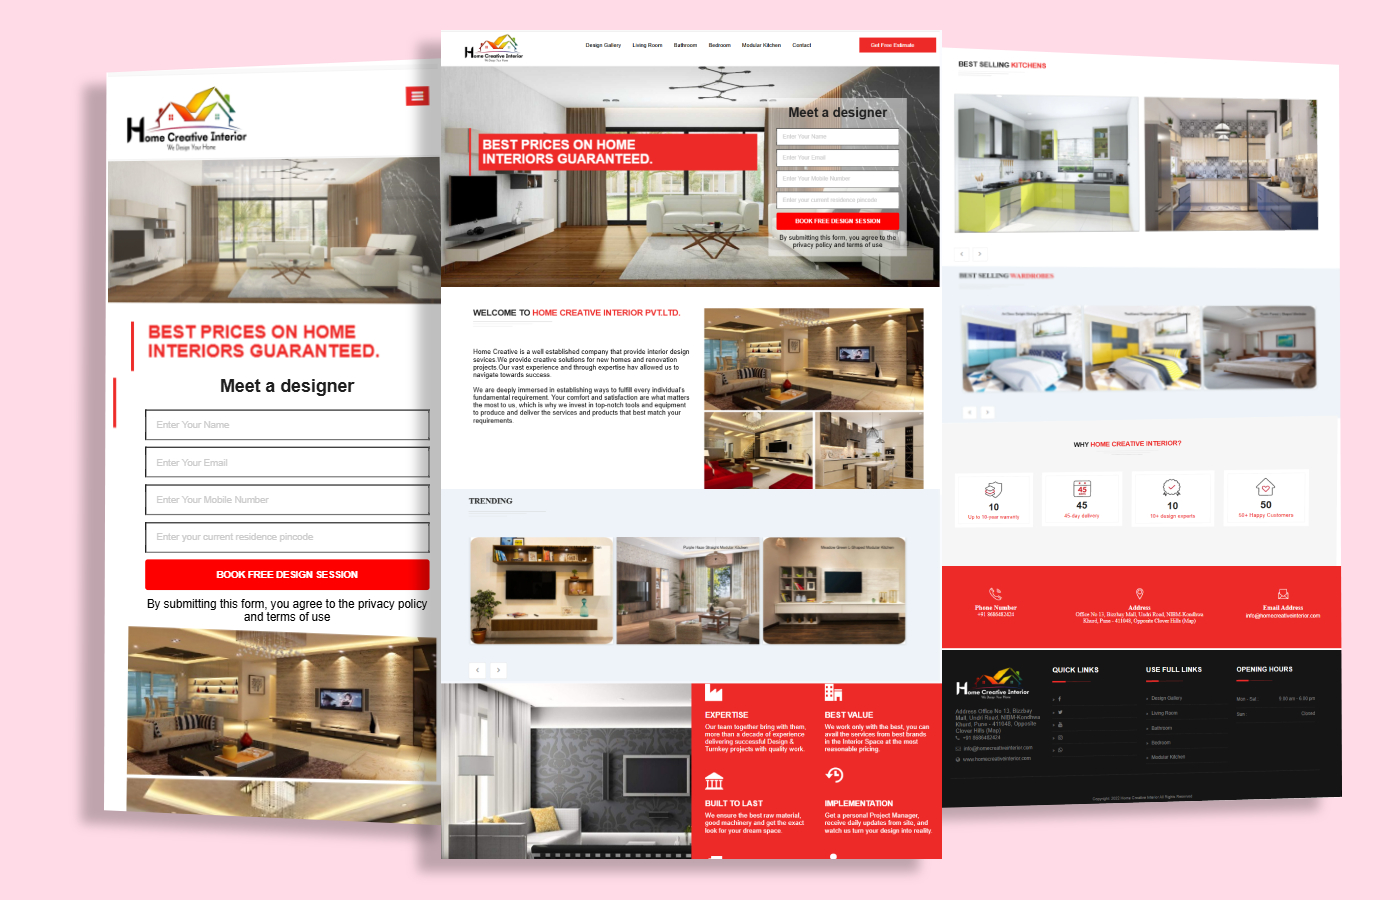 Home Creative Interior
We Design Your Home
BEST PRICES ON HOME
INTERIORS GUARANTEED.
Meet a designer
Enter Your Name
Enter Your Email
Enter Your Mobile Number
Enter your current residence pincode
BOOK FREE DESIGN SESSION
By submitting this form, you agree to the privacy policy
and terms of use
Home Creative Interior
We Design Your Home
Design Gallery
Living Room
Bathroom
Bedroom
Modular Kitchen
Contact
Get Free Estimate
BEST PRICES ON HOME
INTERIORS GUARANTEED.
Meet a designer
Enter Your Name
Enter Your Email
Enter Your Mobile Number
Enter your current residence pincode
BOOK FREE DESIGN SESSION
By submitting this form, you agree to the
privacy policy and terms of use
WELCOME TO HOME CREATIVE INTERIOR PVT.LTD.
Home Creative is a well established company that provide interior design
sevices.We provide creative solutions for new homes and renovation
projects.Our vast experience and through expertise hav allowed us to
navigate towards success.
We are deeply immersed in establishing ways to fulfill every individual's
fundamental requirement. Your comfort and satisfaction are what matters
the most to us, which is why we invest in top-notch tools and equipment
to produce and deliver the services and products that best match your
requirements.
TRENDING
Purple Haze Straight Modular Kitchen
Meadow Green L-Shaped Modular Kitchen
EXPERTISE
Our team together bring with them,
more than a decade of experience
delivering successful Design &
Turnkey projects with quality work.
BEST VALUE
We work only with the best, you can
avail the services from best brands
in the Interior Space at the most
reasonable pricing.
BUILT TO LAST
We ensure the best raw material,
good machinery and get the exact
look for your dream space.
IMPLEMENTATION
Get a personal Project Manager,
receive daily updates from site, and
watch us turn your design into reality.
BEST SELLING KITCHENS
BEST SELLING WARDROBES
WHY HOME CREATIVE INTERIOR?
10
Up to 10-year warranty
45
45
45-day delivery
10
10+ design experts
50
50+ Happy Customers
Phone Number
+91 8686482424
Address
Office No 13, Bizzbay Mall, Undri Road, NIBM-Kondhwa
Khurd, Pune - 411048, Opposite Clover Hills (Map)
Email Address
info@homecreativeinterior.com
Home Creative Interior
We Design Your Home
Address Office No 13, Bizzbay
Mall, Undri Road, NIBM-Kondhwa
Khurd, Pune - 411048, Opposite
Clover Hills (Map)
+91 8686482424
info@homecreativeinterior.com
www.homecreativeinterior.com
QUICK LINKS
USE FULL LINKS
Design Gallery
Living Room
Bathroom
Bedroom
Modular Kitchen
OPENING HOURS
Mon - Sat
9.00 am - 6.00 pm
Sun
Closed
Copyright 2022 Home Creative Interior All Rights Reserved